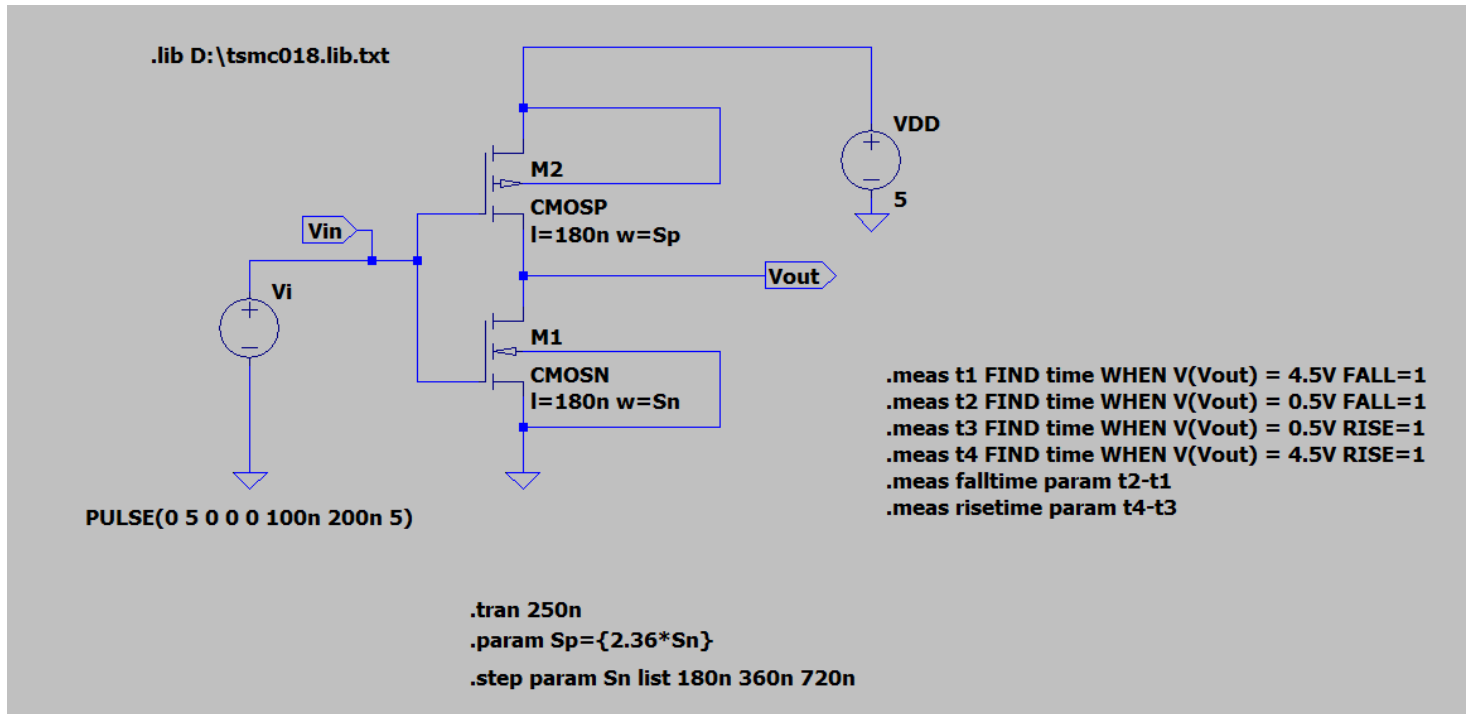 .lib D:\tsmc018.lib.txt
VDD
5
M2
CMOSP
l=180n w=Sp
Vin
Vi
Vout
M1
CMOSN
l=180n w=Sn
PULSE(0 5 0 0 0 100n 200n 5)
.meas t1 FIND time WHEN V(Vout) = 4.5V FALL=1
.meas t2 FIND time WHEN V(Vout) = 0.5V FALL=1
.meas t3 FIND time WHEN V(Vout) = 0.5V RISE=1
.meas t4 FIND time WHEN V(Vout) = 4.5V RISE=1
.meas falltime param t2-t1
.meas risetime param t4-t3
.tran 250n
.param Sp={2.36*Sn}
.step param Sn list 180n 360n 720n